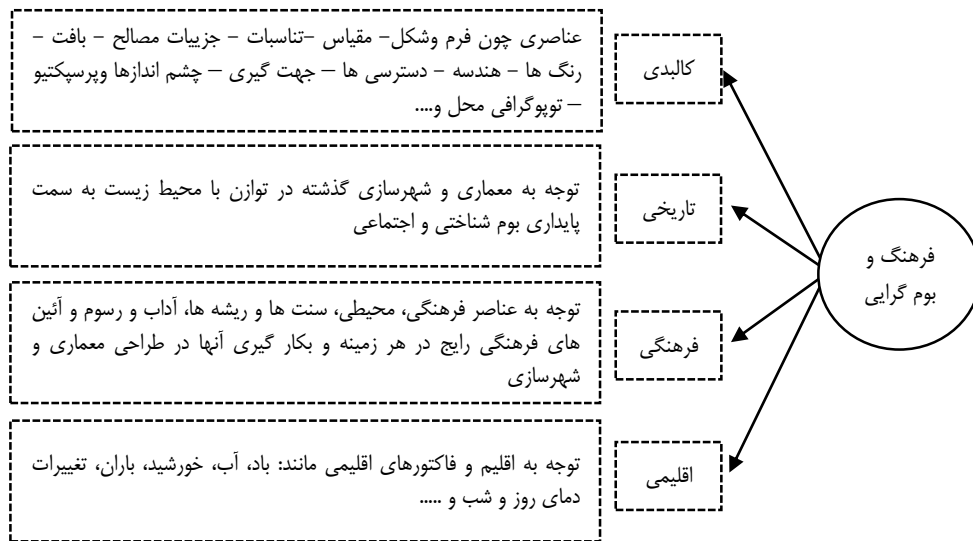 فرهنگ و
بوم گرایی
کالبدی
عناصری چون فرم وشکل– مقیاس –تناسبات – جزییات مصالح – بافت –
رنگ ها – هندسه – دسترسی ها – جهت گیری – چشم اندازها وپرسپکتیو
– توپوگرافی محل و....
تاریخی
توجه به معماری و شهرسازی گذشته در توازن با محیط زیست به سمت
پایداری بوم شناختی و اجتماعی
فرهنگی
توجه به عناصر فرهنگی، محیطی، سنت ها و ریشه ها، آداب و رسوم و آئین
های فرهنگی رایج در هر زمینه و بکار گیری آنها در طراحی معماری و
شهرسازی
اقلیمی
توجه به اقلیم و فاکتورهای اقلیمی مانند: باد، آب، خورشید، باران، تغییرات
دمای روز و شب و .....